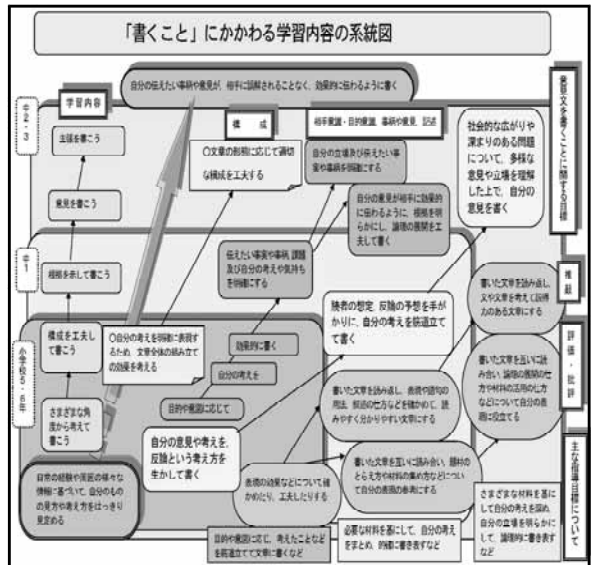 「書くこと」にかかわる学習内容の系統図
自分の伝えたい事柄や意見が、相手に誤解されることなく、効果的に伝わるように書く
中2・3
学習内容
主張を書こう
意見を書こう
構 成
○文章の形態に応じて適切
な構成を工夫する
相手意識・目的意識、事柄や意見、記述
自分の立場及び伝えたい事
実や事柄を明確にする
自分の意見が相手に効果的
に伝わるように、根拠を明
らかにし、論理の展開を工
夫して書く
社会的な広がりや
深まりのある問題
について、多様な
意見や立場を理解
した上で、自分の
意見を書く
意見文を書くことに関する目標
中1
根拠を示して書こう
伝えたい事実や事柄、課題
及び自分の考えや気持ち
を明確にする
読者の想定、反論の予想を手が
かりに、自分の考えを筋道立て
て書く
書いた文章を読み返し、
文や文章を考えて説得
力のある文章にする
推敲
小学校5・6年
構成を工夫し
て書こう
さまざまな角
度から考えて
書こう
○自分の考えを明確に表現す
るため、文章全体の組み立て
の効果を考える
効果的に書く
自分の考えを
目的や意図に応じて
自分の意見や考えを、
反論という考え方を
生かして書く
書いた文章を読み返し、表現や語句の
用法、叙述の仕方などを確かめて、読
みやすく分かりやすい文章にする
書いた文章を互いに読
み合い、論理の展開の仕
方や材料の活用の仕方
などについて自分の表
現に役立てる
評価・批評
日常の経験や
情報に基づいて、自分のもの
の見方や考え方をはっきり
見定める
表現の効果などについて確
かめたり、工夫したりする
書いた文章を互いに読み合い、題材の
とらえ方や材料の集め方などについ
て自分の表現の参考にする
主な指導目標について
目的や意図に応じ、考えたことなど
を筋道立てて文章に書くなど
必要な材料を基にして、自分の考え
をまとめ、的確に書き表すなど
さまざまな材料を基に
して自分の考えを深め、
自分の立場を明らかに
して、論理的に書き表す
など